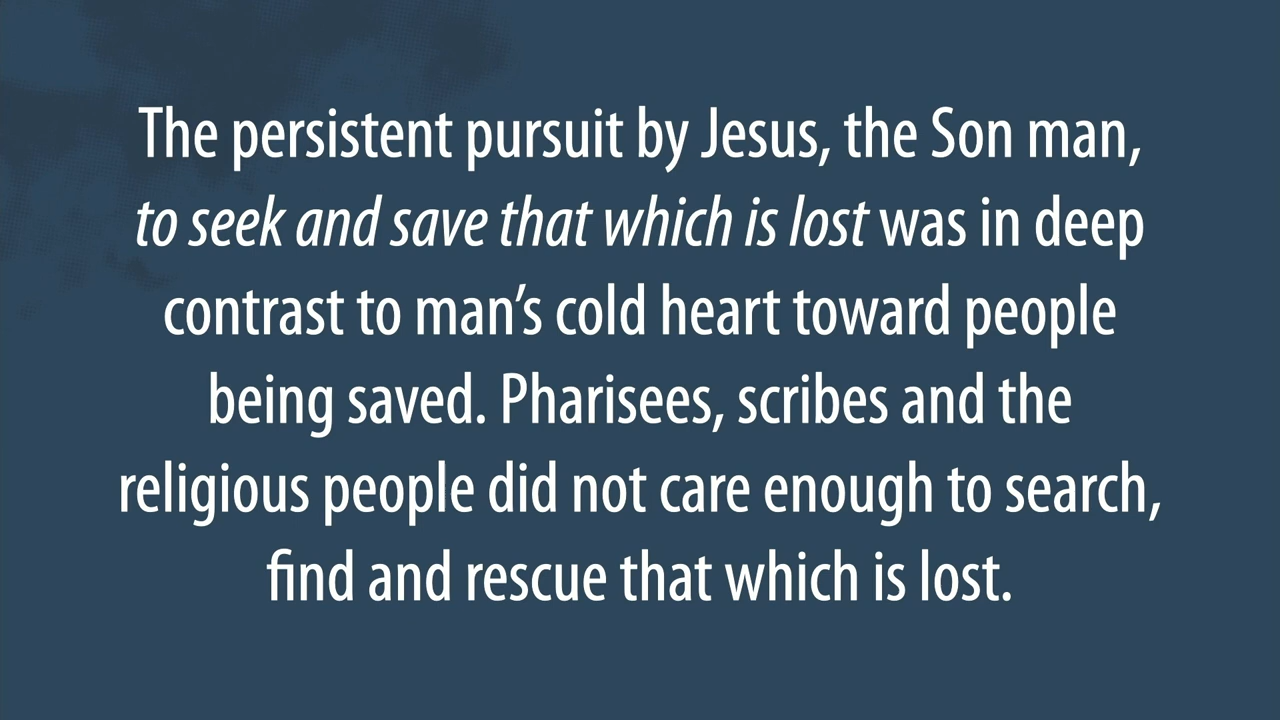 The persistent pursuit by Jesus, the Son man,
to seek and save that which is lost was in deep
contrast to man’s cold heart toward people
being saved. Pharisees, scribes and the
religious people did not care enough to search,
find and rescue that which is lost.